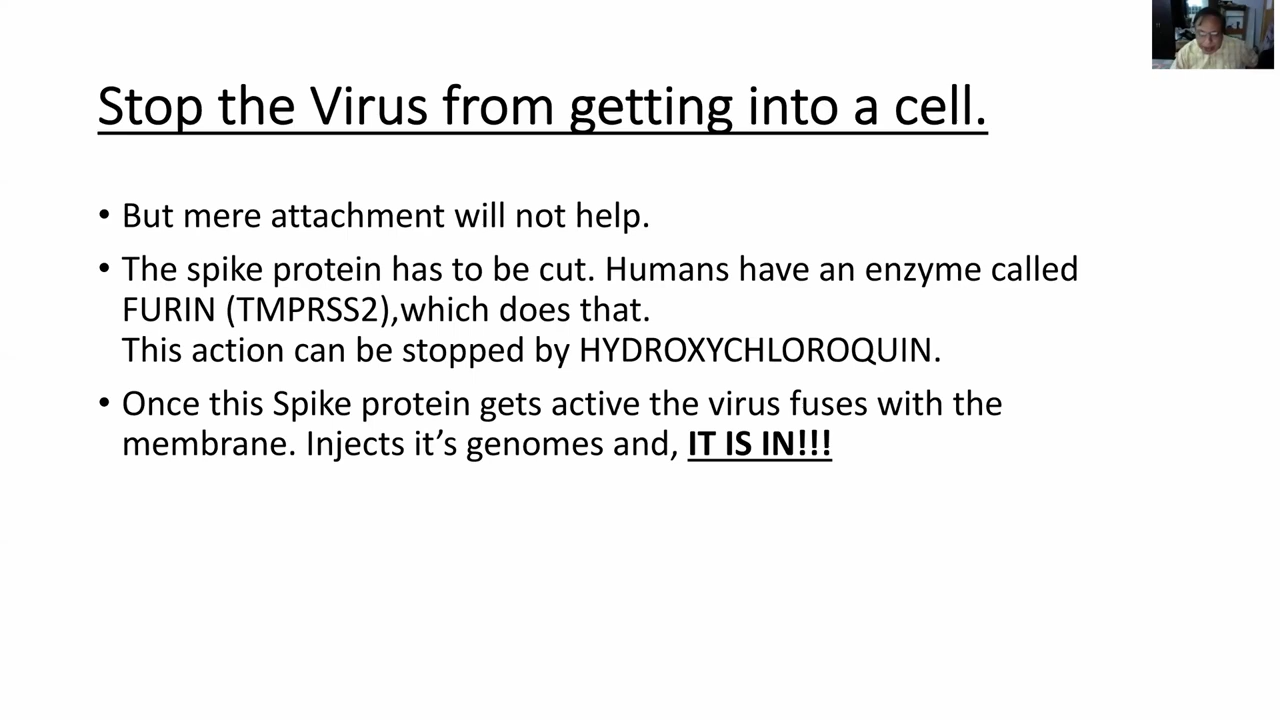 Stop the Virus from getting into a cell.
• But mere attachment will not help.
• The spike protein has to be cut. Humans have an enzyme called
FURIN (TMPRSS2),which does that.
This action can be stopped by HYDROXYCHLOROQUIN.
• Once this Spike protein gets active the virus fuses with the
membrane. Injects it’s genomes and, IT IS IN!!!